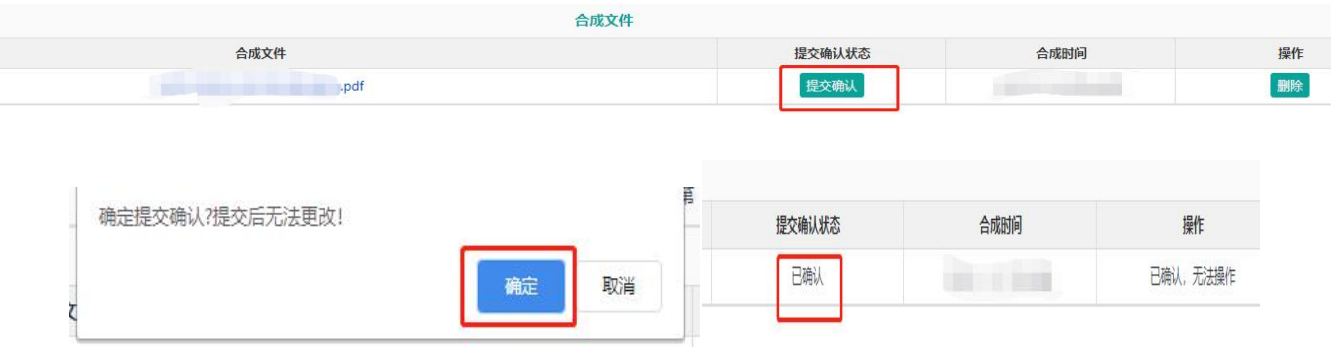 合成文件
合成文件 提交确认状态 合成时间 操作
.pdf 提交确认 删除
确定提交确认?提交后无法更改!
确定 取消
第
提交确认状态 合成时间 操作
已确认 已确认, 无法操作